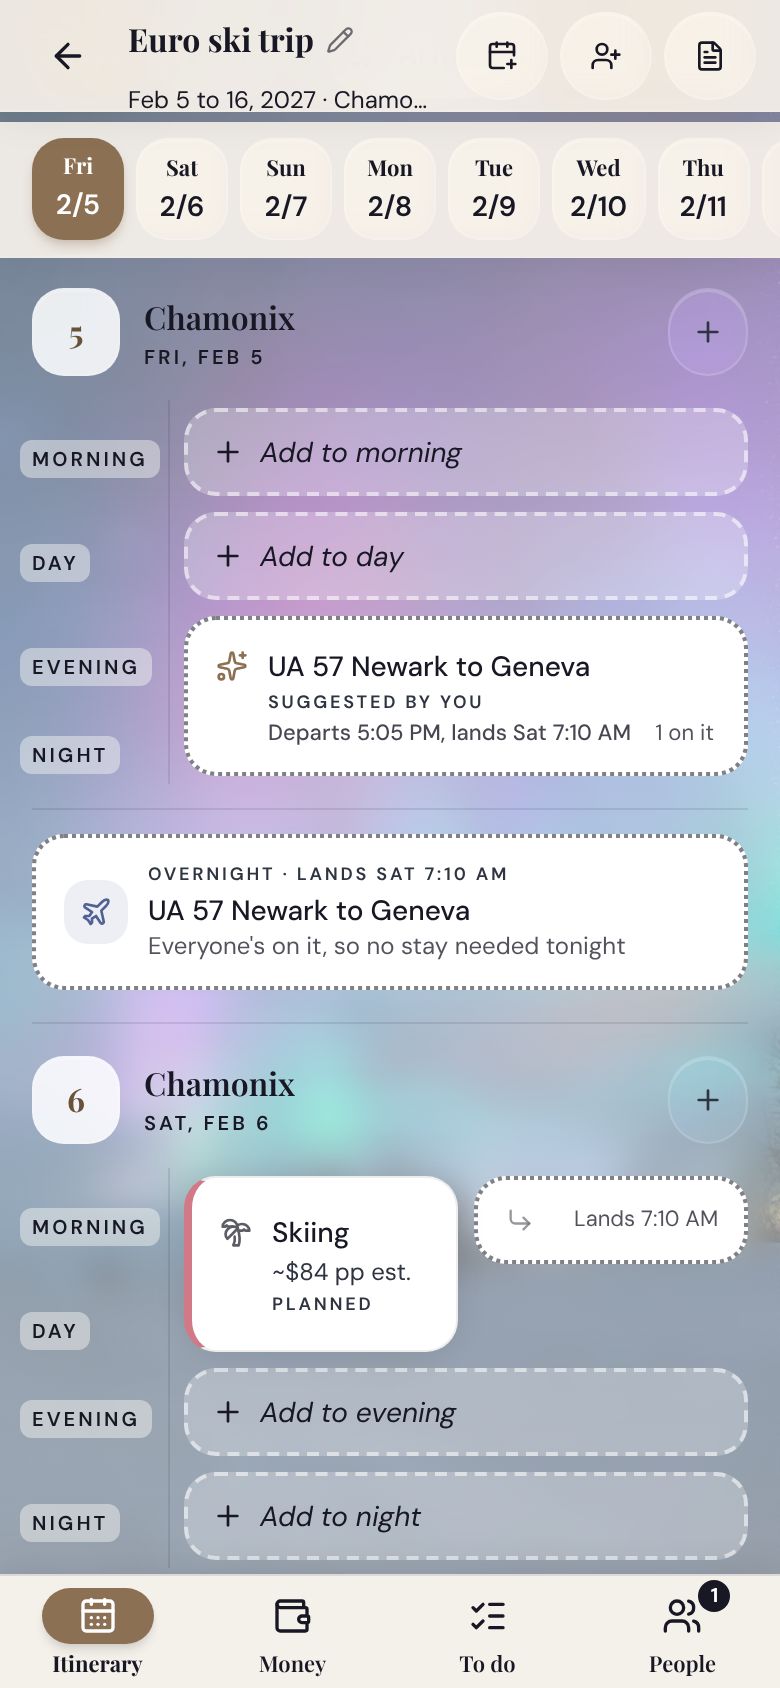 Euro ski trip
Feb 5 to 16, 2027 · Chamo...
Fri
2/5
Sat
2/6
Sun
2/7
Mon
2/8
Tue
2/9
Wed
2/10
Thu
2/11
5
Chamonix
FRI, FEB 5
MORNING
Add to morning
DAY
Add to day
EVENING
UA 57 Newark to Geneva
SUGGESTED BY YOU
Departs 5:05 PM, lands Sat 7:10 AM 1 on it
NIGHT
OVERNIGHT · LANDS SAT 7:10 AM
UA 57 Newark to Geneva
Everyone's on it, so no stay needed tonight
6
Chamonix
SAT, FEB 6
MORNING
Skiing
~$84 pp est.
PLANNED
Lands 7:10 AM
DAY
EVENING
Add to evening
NIGHT
Add to night
Itinerary
Money
To do
1
People